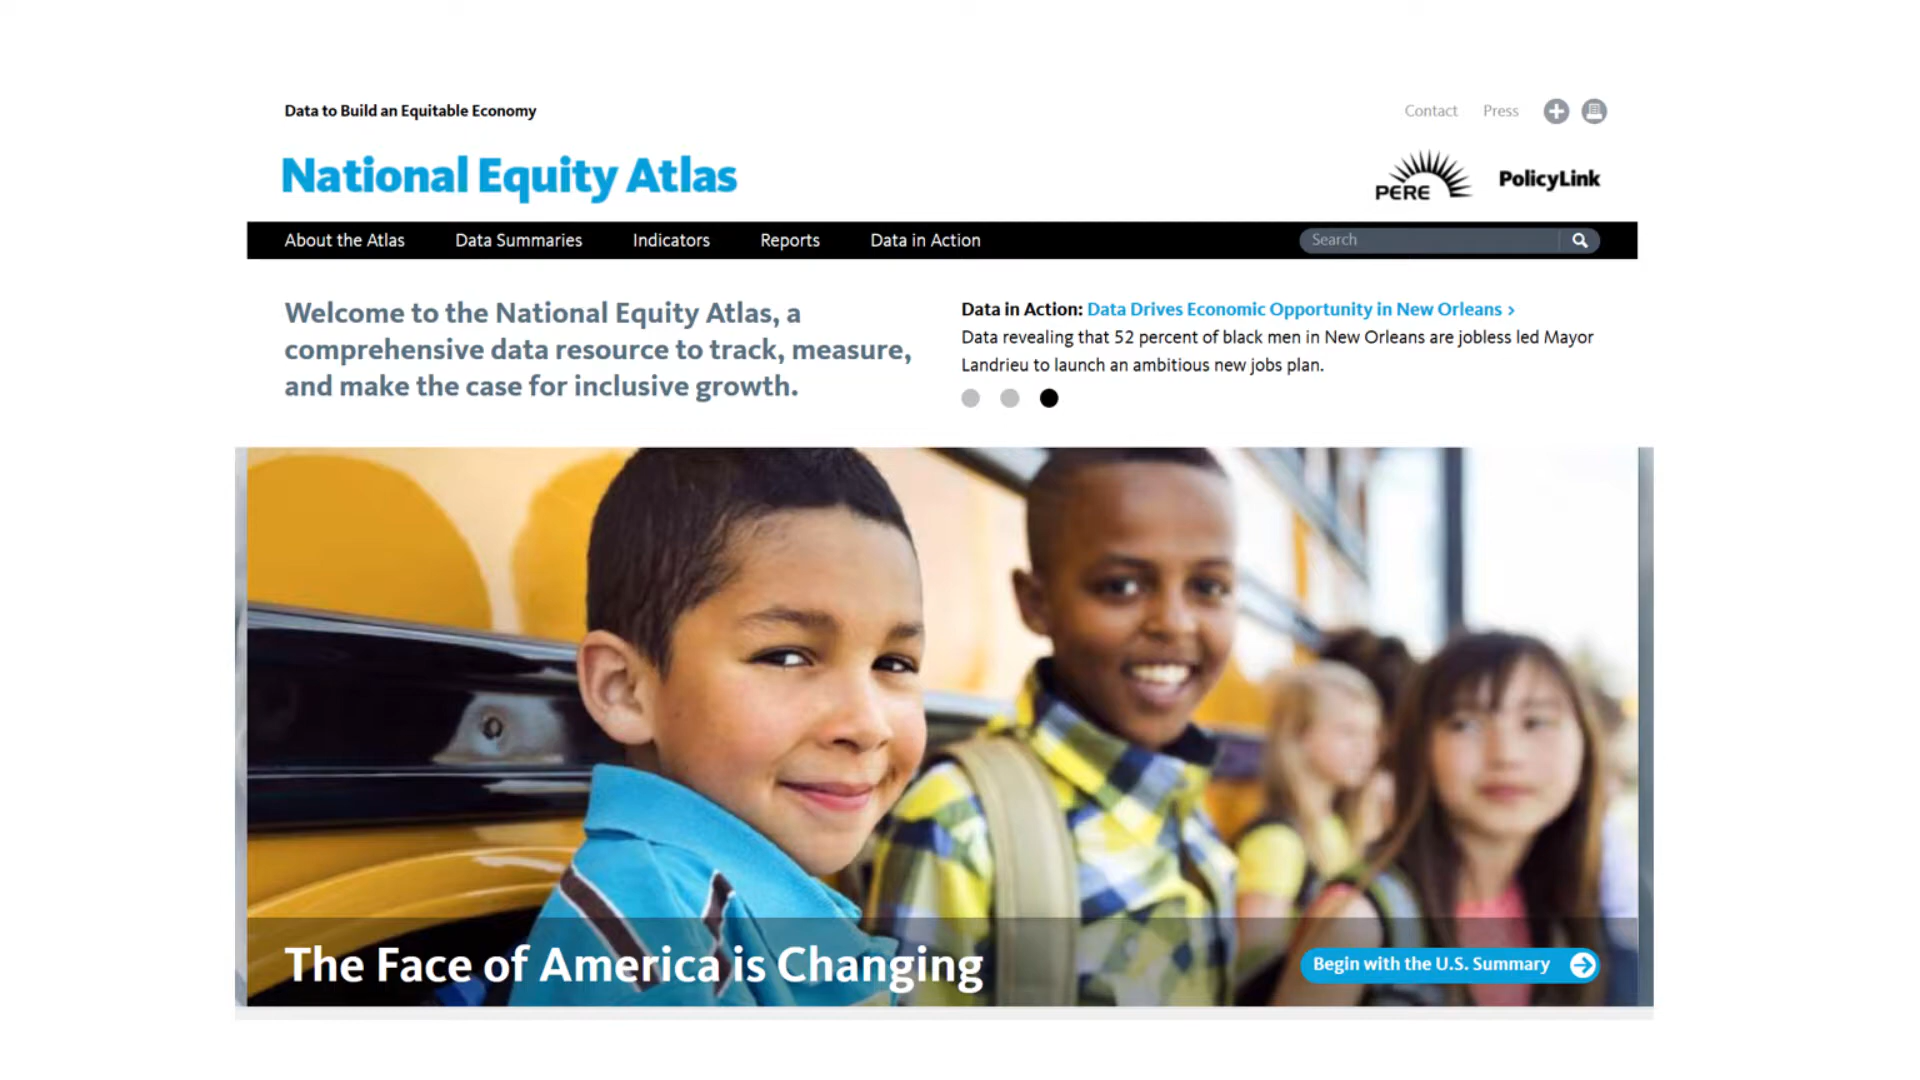 Data to Build an Equitable Economy
Contact Press
National Equity Atlas
PERE PolicyLink
About the Atlas Data Summaries Indicators Reports Data in Action Search
Welcome to the National Equity Atlas, a
comprehensive data resource to track, measure,
and make the case for inclusive growth.
Data in Action: Data Drives Economic Opportunity in New Orleans >
Data revealing that 52 percent of black men in New Orleans are jobless led Mayor
Landrieu to launch an ambitious new jobs plan.
The Face of America is Changing
Begin with the U.S. Summary